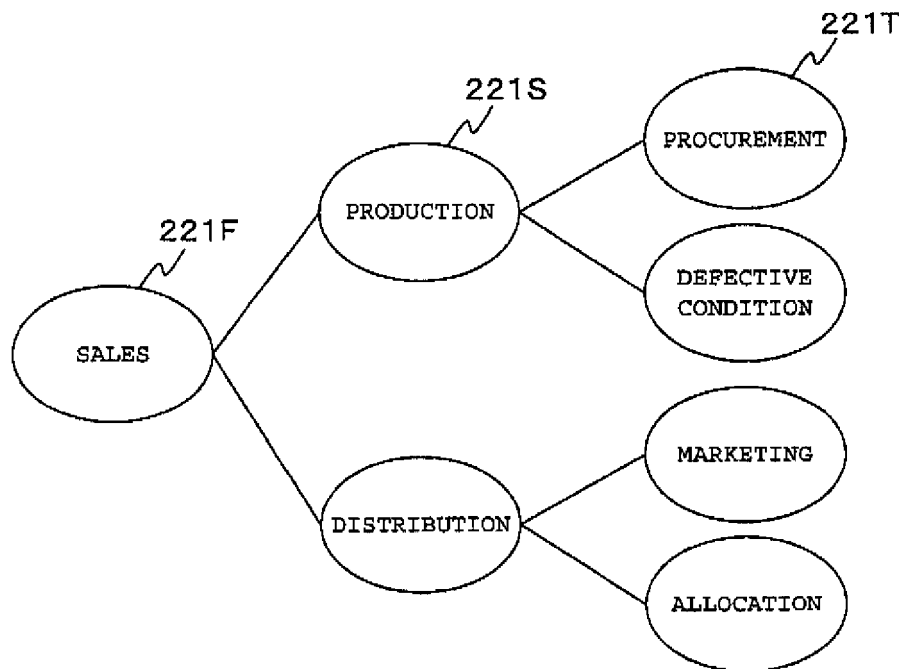 221T
221S
PROCUREMENT
PRODUCTION
221F
DEFECTIVE
CONDITION
SALES
MARKETING
DISTRIBUTION
ALLOCATION